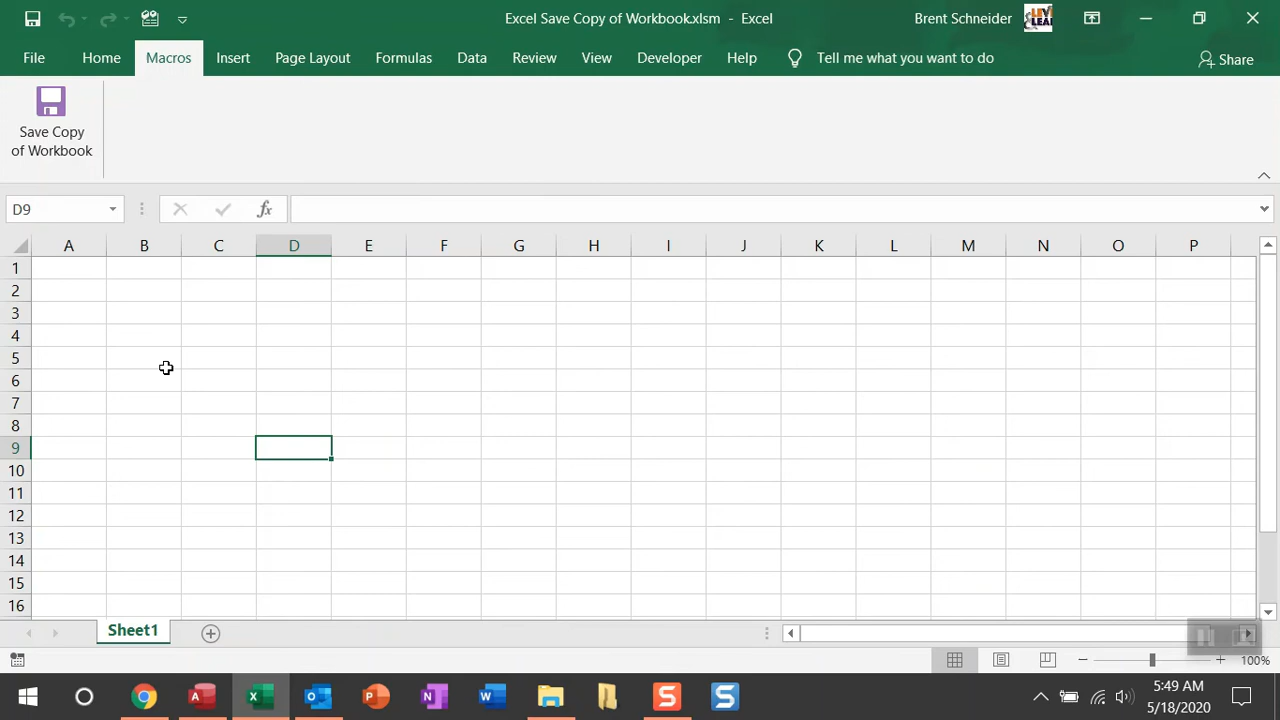 Excel Save Copy of Workbook.xlsm - Excel
Brent Schneider
File Home Macros Insert Page Layout Formulas Data Review View Developer Help Tell me what you want to do Share
Save Copy
of Workbook
D9 fx
A B C D E F G H I J K L M N O P
1
2
3
4
5
6
7
8
9
10
11
12
13
14
15
16
Sheet1
100%
5:49 AM
5/18/2020